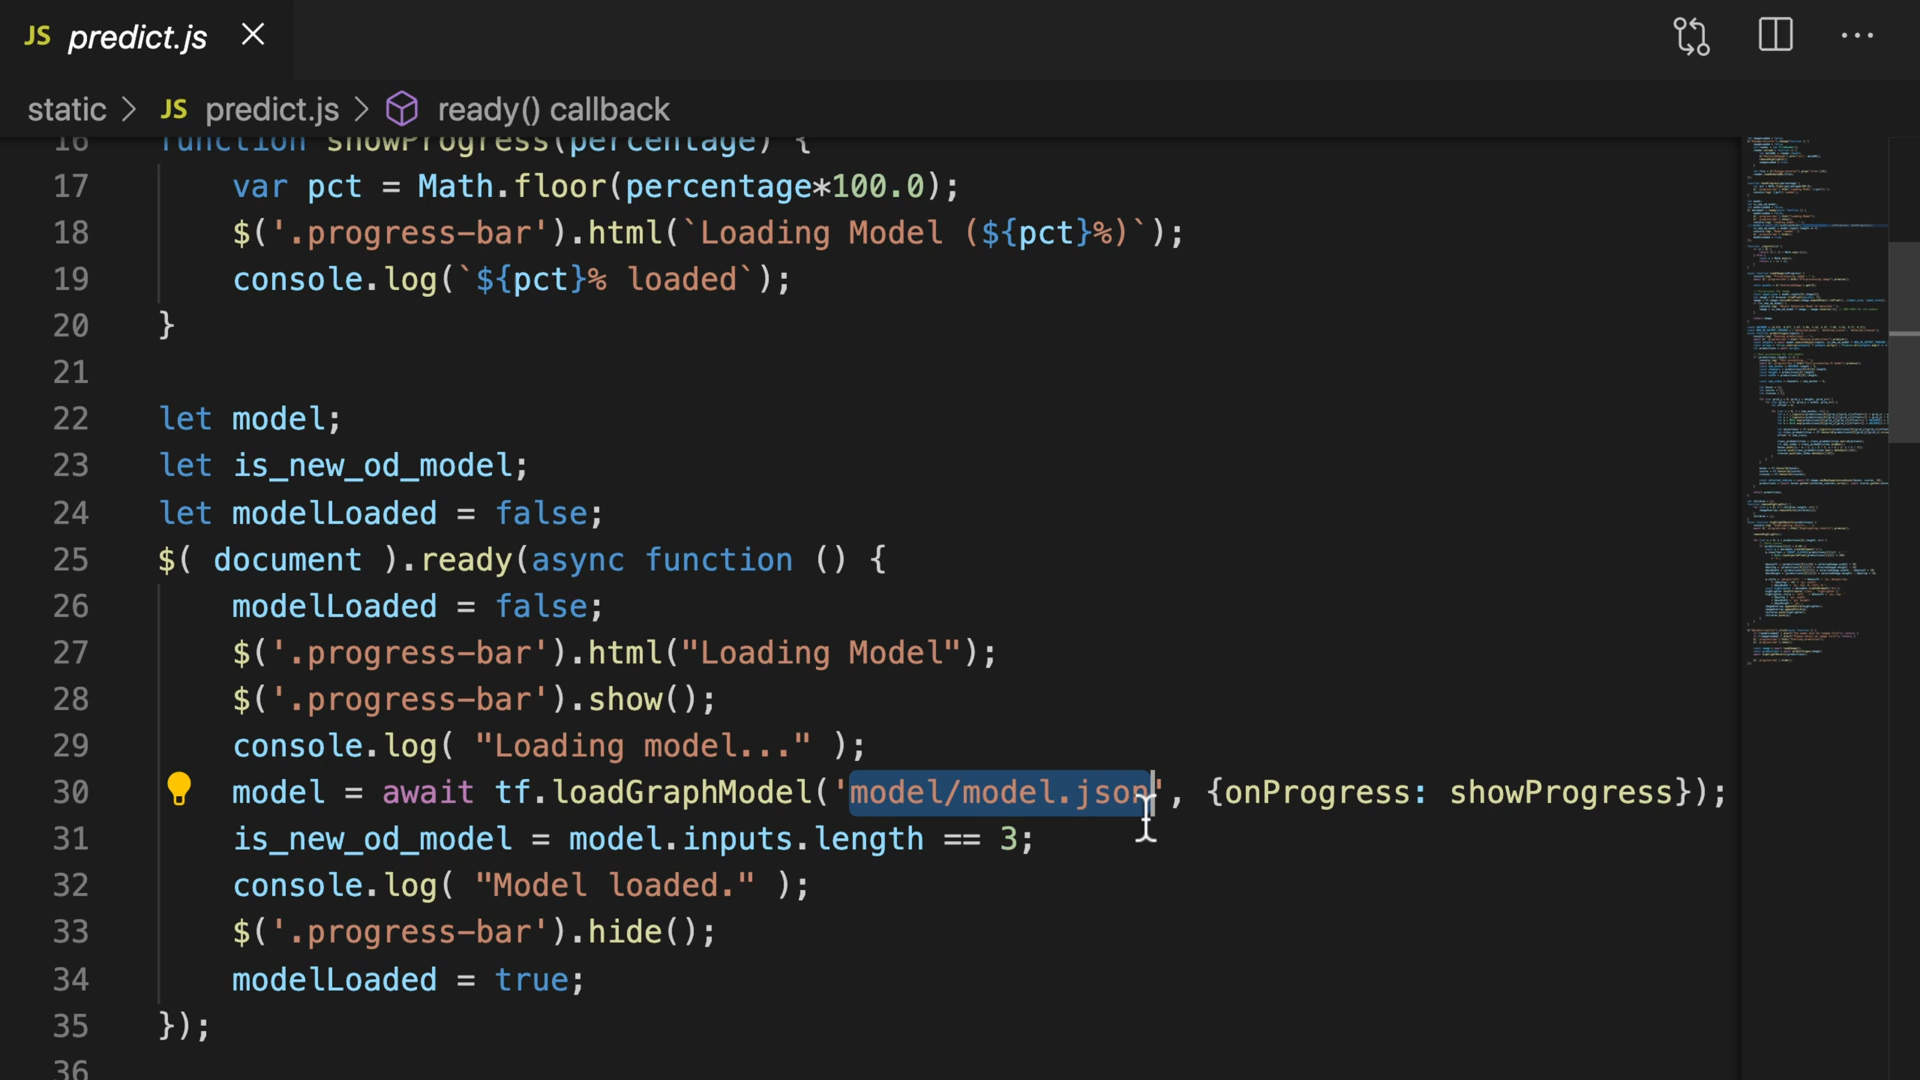 JS predict.js
static > JS predict.js > ready() callback
16 function showProgress(percentage) {
17 var pct = Math.floor(percentage*100.0);
18 $('.progress-bar').html(`Loading Model (${pct}%)`);
19 console.log(`${pct}% loaded`);
20 }
21
22 let model;
23 let is_new_od_model;
24 let modelLoaded = false;
25 $( document ).ready(async function () {
26 modelLoaded = false;
27 $('.progress-bar').html("Loading Model");
28 $('.progress-bar').show();
29 console.log( "Loading model..." );
30 model = await tf.loadGraphModel('model/model.json', {onProgress: showProgress});
31 is_new_od_model = model.inputs.length == 3;
32 console.log( "Model loaded." );
33 $('.progress-bar').hide();
34 modelLoaded = true;
35 });
36